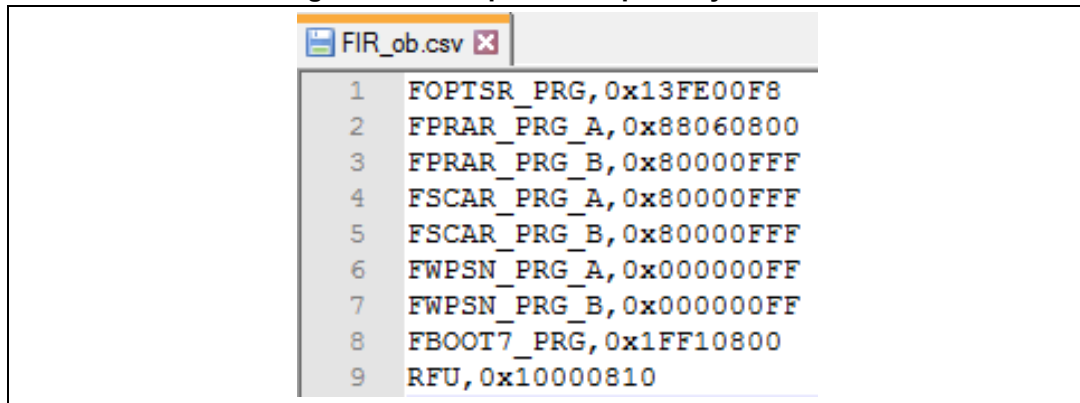 FIR_ob.csv
1 FOPTSR_PRG,0x13FE00F8
2 FPRAR_PRG_A,0x88060800
3 FPRAR_PRG_B,0x80000FFF
4 FSCAR_PRG_A,0x80000FFF
5 FSCAR_PRG_B,0x80000FFF
6 FWPSN_PRG_A,0x000000FF
7 FWPSN_PRG_B,0x000000FF
8 FBOOT7_PRG,0x1FF10800
9 RFU,0x10000810